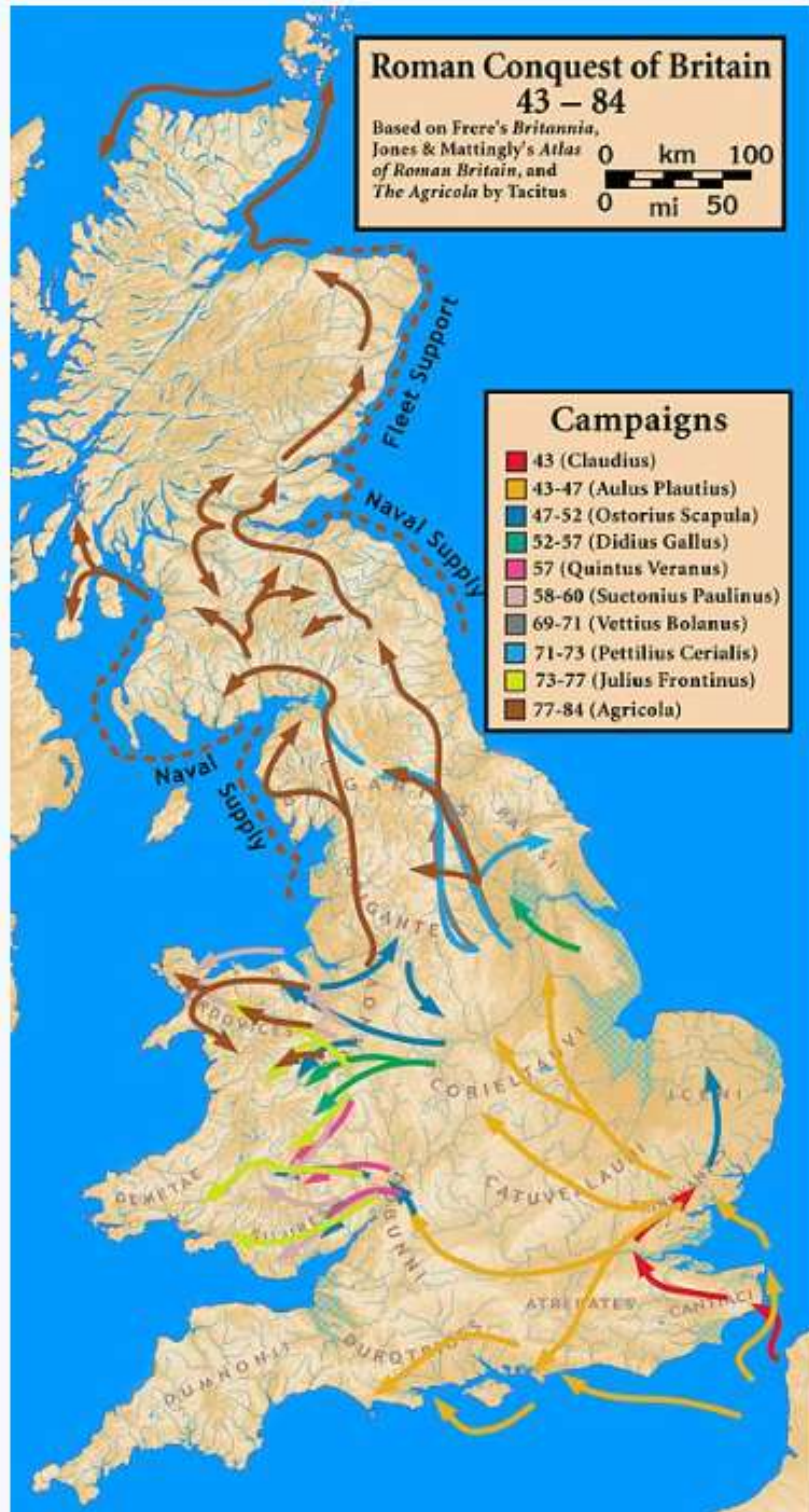 Roman Conquest of Britain
43 – 84
Based on Frere's Britannia,
Jones & Mattingly's Atlas
of Roman Britain, and
The Agricola by Tacitus
0 km 100
0 mi 50
Fleet Support
Naval Supply
Campaigns
43 (Claudius)
43-47 (Aulus Plautius)
47-52 (Ostorius Scapula)
52-57 (Didius Gallus)
57 (Quintus Veranus)
58-60 (Suetonius Paulinus)
69-71 (Vettius Bolanus)
71-73 (Pettilius Cerialis)
73-77 (Julius Frontinus)
77-84 (Agricola)
Naval
Supply
PARISI
ORDOVICES
CORIELTAUVI
ICENI
CATUVELLAUNI
DEMETAE
SILURES
ATREBATES
CANTIACI
DUROTRIGES
DUMNONII